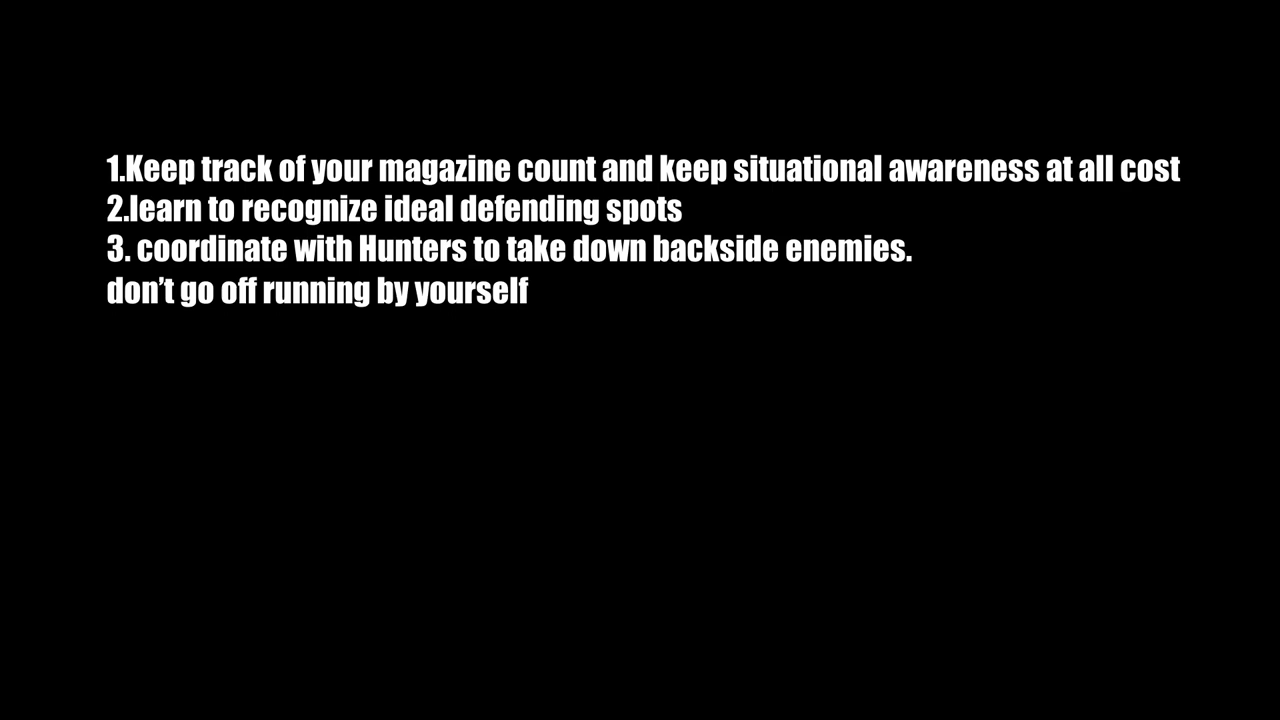 1.Keep track of your magazine count and keep situational awareness at all cost
2.learn to recognize ideal defending spots
3. coordinate with Hunters to take down backside enemies.
don’t go off running by yourself